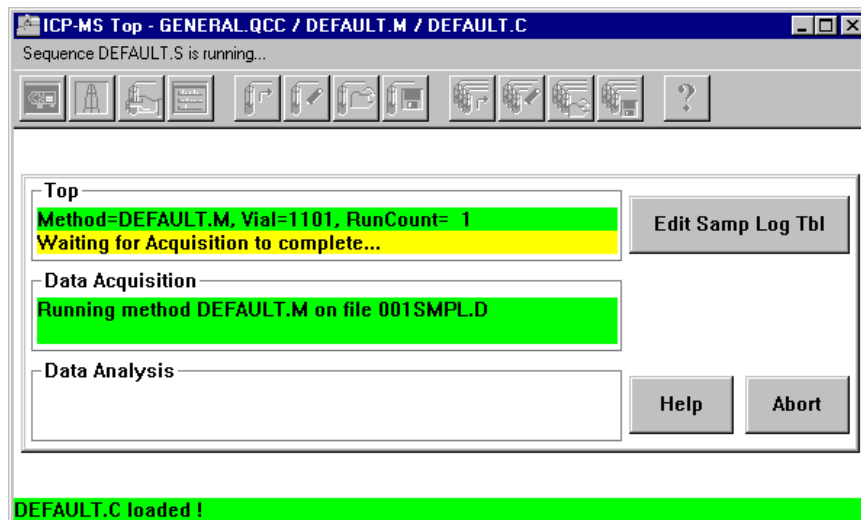 ICP-MS Top - GENERAL.QCC / DEFAULT.M / DEFAULT.C
Sequence DEFAULT.S is running...
?
Top
Method=DEFAULT.M, Vial=1101, RunCount=  1
Waiting for Acquisition to complete...
Edit Samp Log Tbl
Data Acquisition
Running method DEFAULT.M on file 001SMPL.D
Data Analysis
Help
Abort
DEFAULT.C loaded !